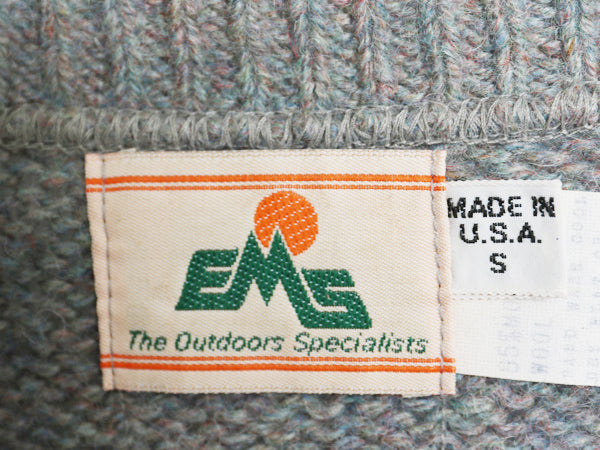 EMS
The Outdoors Specialists
MADE IN
U.S.A.
S